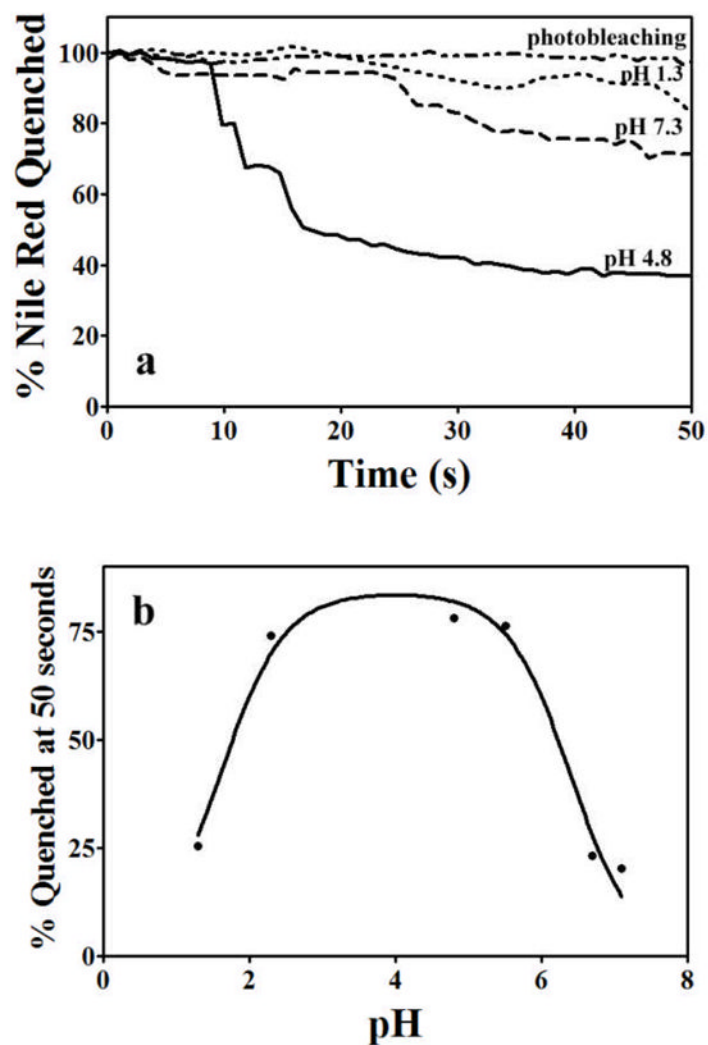 % Nile Red Quenched
100
80
60
40
20
0
photobleaching
pH 1.3
pH 7.3
pH 4.8
a
0 10 20 30 40 50
Time (s)
% Quenched at 50 seconds
75
50
25
0
b
0 2 4 6 8
pH